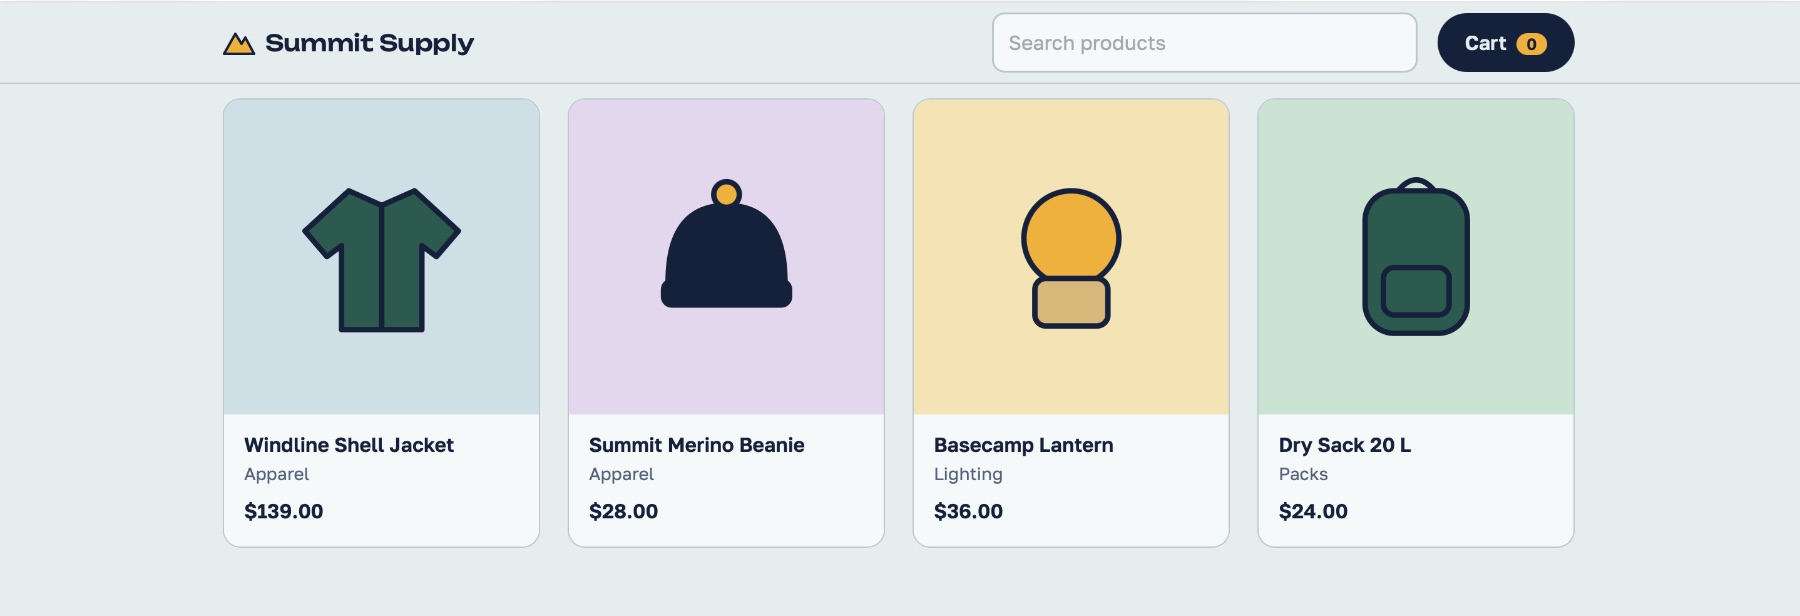 Summit Supply
Search products
Cart 0
Windline Shell Jacket
Apparel
$139.00
Summit Merino Beanie
Apparel
$28.00
Basecamp Lantern
Lighting
$36.00
Dry Sack 20 L
Packs
$24.00